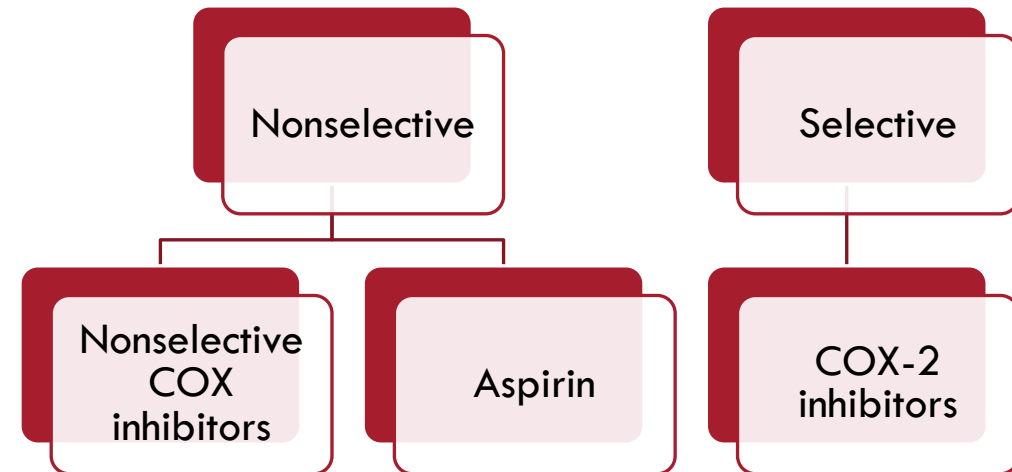 Nonselective
Selective
Nonselective
COX
inhibitors
Aspirin
COX-2
inhibitors